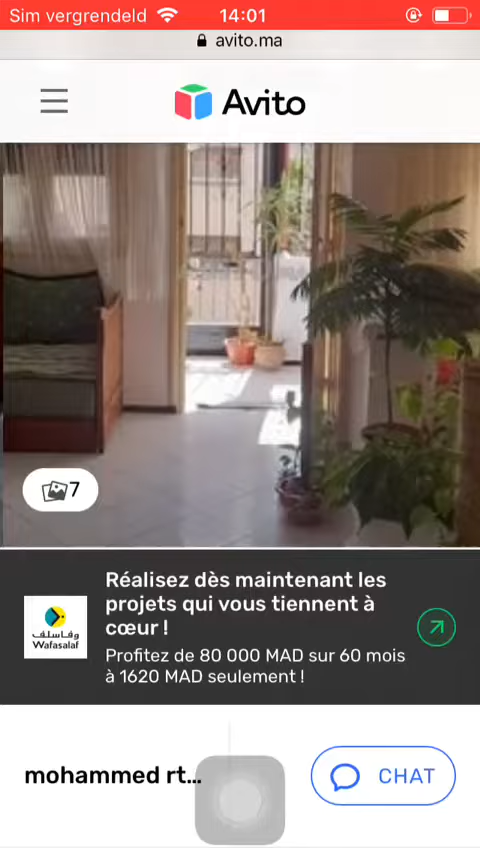 Sim vergrendeld 14:01
avito.ma
Avito
7
Réalisez dès maintenant les
projets qui vous tiennent à
cœur !
وفاسلف
Wafasalaf
Profitez de 80 000 MAD sur 60 mois
à 1620 MAD seulement !
mohammed rt...
CHAT